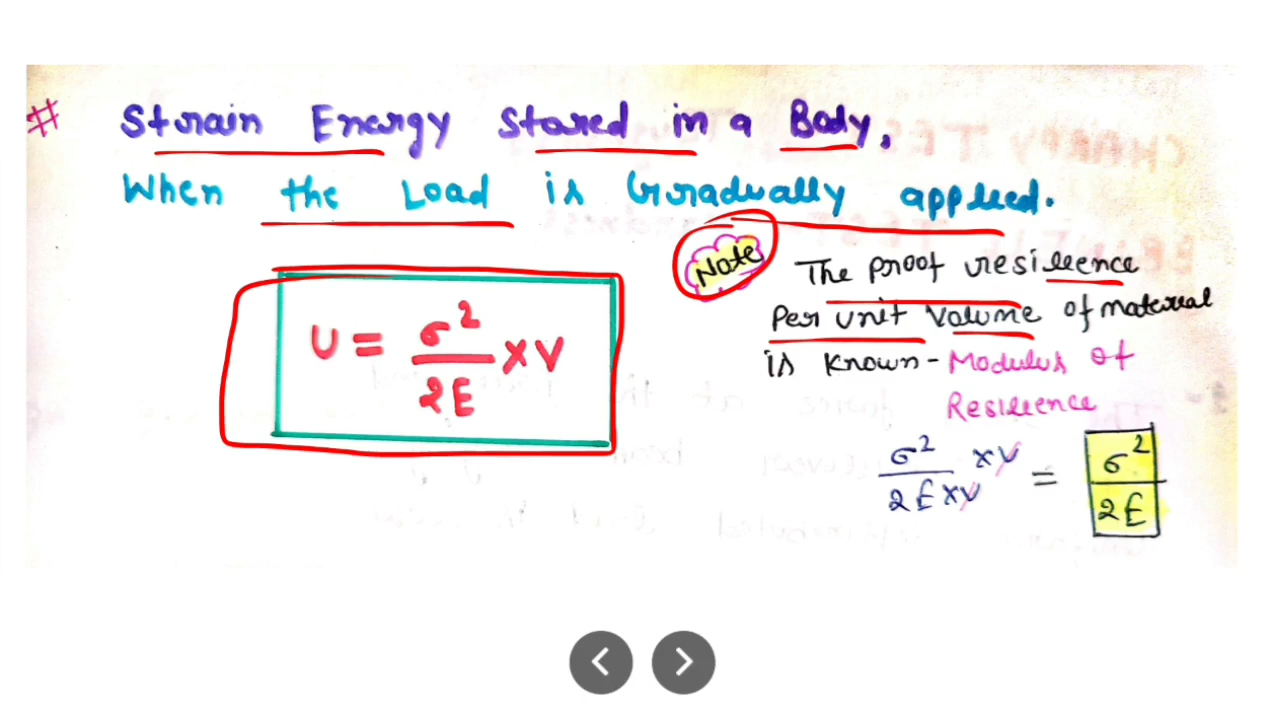 # Strain Energy stored in a Body,
When the Load is Gradually applied.
Note The proof resilience
Per unit Volume of material
is known - Modulus of
Resilience
U = σ²/2E × V
σ²/2E×V × V = σ²/2E